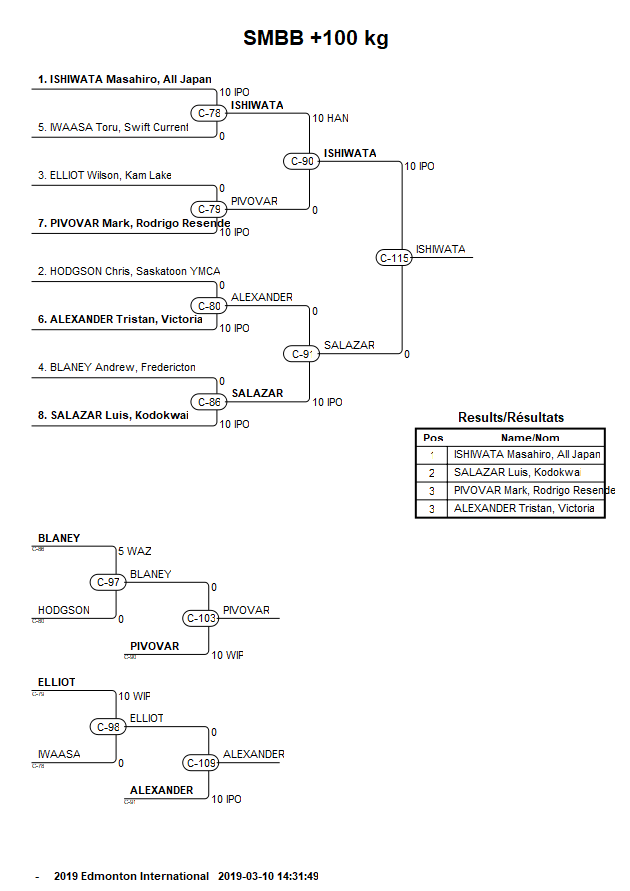 SMBB +100 kg
1. ISHIWATA Masahiro, All Japan
10 IPO
C-78
ISHIWATA
5. IWAASA Toru, Swift Current
0
10 HAN
C-90
ISHIWATA
3. ELLIOT Wilson, Kam Lake
0
C-79
PIVOVAR
0
7. PIVOVAR Mark, Rodrigo Resende
10 IPO
10 IPO
C-115
ISHIWATA
2. HODGSON Chris, Saskatoon YMCA
0
C-80
ALEXANDER
0
6. ALEXANDER Tristan, Victoria
10 IPO
C-91
SALAZAR
0
4. BLANEY Andrew, Fredericton
0
C-86
SALAZAR
10 IPO
8. SALAZAR Luis, Kodokwai
10 IPO
Results/Résultats
Pos Name/Nom
1 ISHIWATA Masahiro, All Japan
2 SALAZAR Luis, Kodokwai
3 PIVOVAR Mark, Rodrigo Resende
3 ALEXANDER Tristan, Victoria
BLANEY
C-86
5 WAZ
C-97
BLANEY
0
HODGSON
C-80
0
C-103
PIVOVAR
PIVOVAR
C-90
10 WIF
ELLIOT
C-79
10 WIF
C-98
ELLIOT
0
IWAASA
C-78
0
C-109
ALEXANDER
ALEXANDER
C-91
10 IPO
- 2019 Edmonton International 2019-03-10 14:31:49